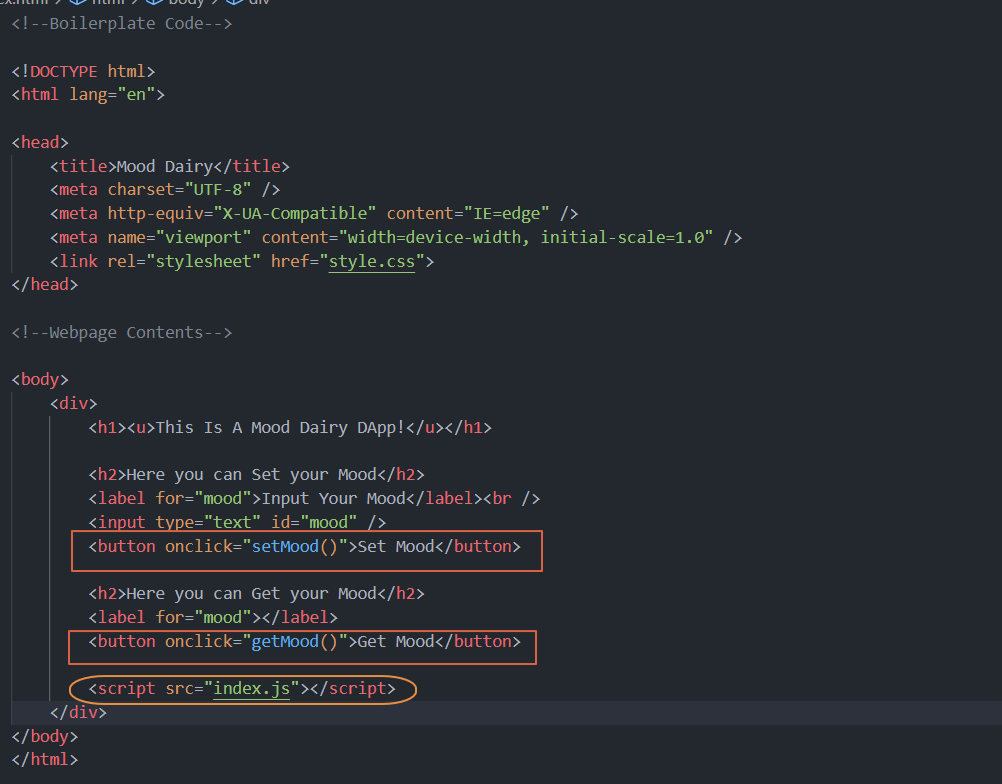 ex.html > html > body > div
<!--Boilerplate Code-->
<!DOCTYPE html>
<html lang="en">
<head>
<title>Mood Dairy</title>
<meta charset="UTF-8" />
<meta http-equiv="X-UA-Compatible" content="IE=edge" />
<meta name="viewport" content="width=device-width, initial-scale=1.0" />
<link rel="stylesheet" href="style.css">
</head>
<!--Webpage Contents-->
<body>
<div>
<h1><u>This Is A Mood Dairy DApp!</u></h1>
<h2>Here you can Set your Mood</h2>
<label for="mood">Input Your Mood</label><br />
<input type="text" id="mood" />
<button onclick="setMood()">Set Mood</button>
<h2>Here you can Get your Mood</h2>
<label for="mood"></label>
<button onclick="getMood()">Get Mood</button>
<script src="index.js"></script>
</div>
</body>
</html>